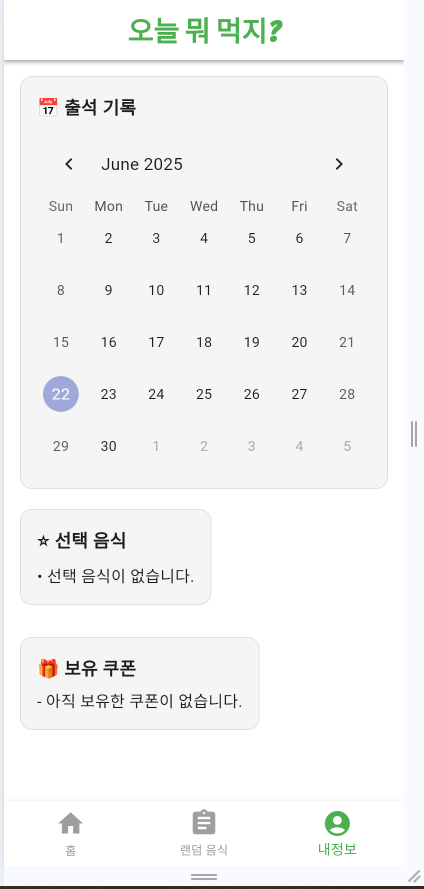 오늘 뭐 먹지?
📅 출석 기록
June 2025
Sun Mon Tue Wed Thu Fri Sat
1 2 3 4 5 6 7
8 9 10 11 12 13 14
15 16 17 18 19 20 21
22 23 24 25 26 27 28
29 30 1 2 3 4 5
⭐ 선택 음식
• 선택 음식이 없습니다.
🎁 보유 쿠폰
- 아직 보유한 쿠폰이 없습니다.
홈 랜덤 음식 내정보